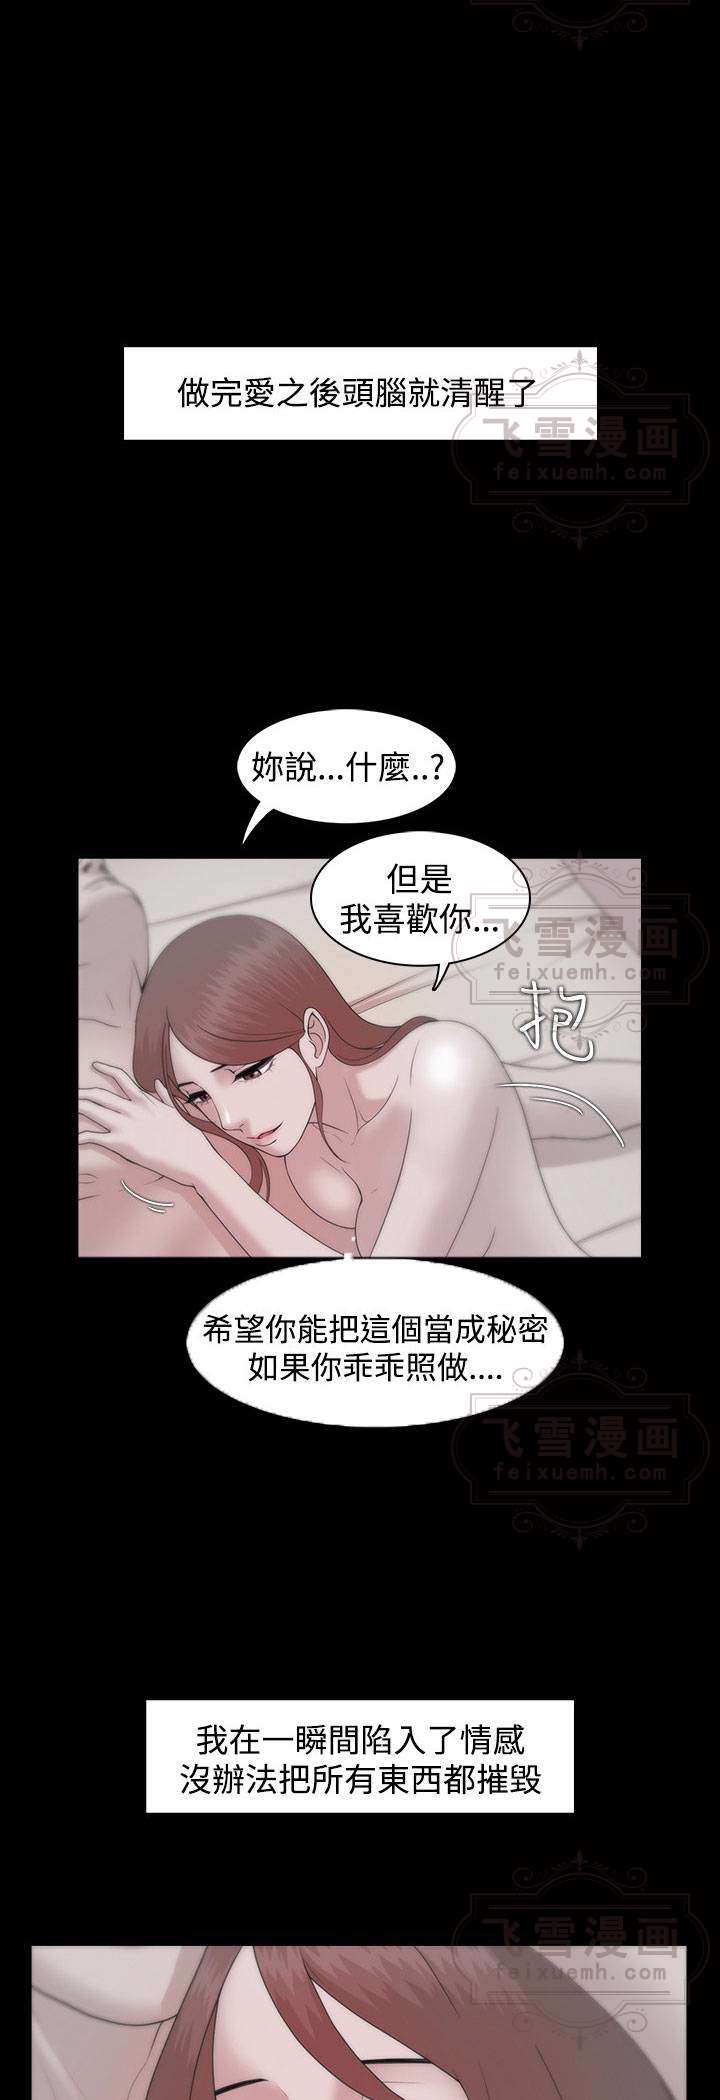 做完愛之後頭腦就清醒了
飞雪漫画
feixuemh.com
妳說...什麼..?
但是
我喜歡你...
飞雪漫画
feixuemh.com
抱
希望你能把這個當成秘密
如果你乖乖照做....
飞雪漫画
feixuemh.com
我在一瞬間陷入了情感
沒辦法把所有東西都摧毀
飞雪漫画
feixuemh.com